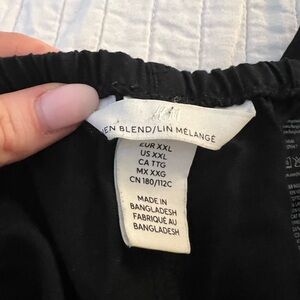 H&M
EN BLEND/LIN MÉLANGÉ
EUR XXL
US XXL
CA TTG
MX XXG
CN 180/112C
MADE IN
BANGLADESH
FABRIQUÉ AU
BANGLADESH